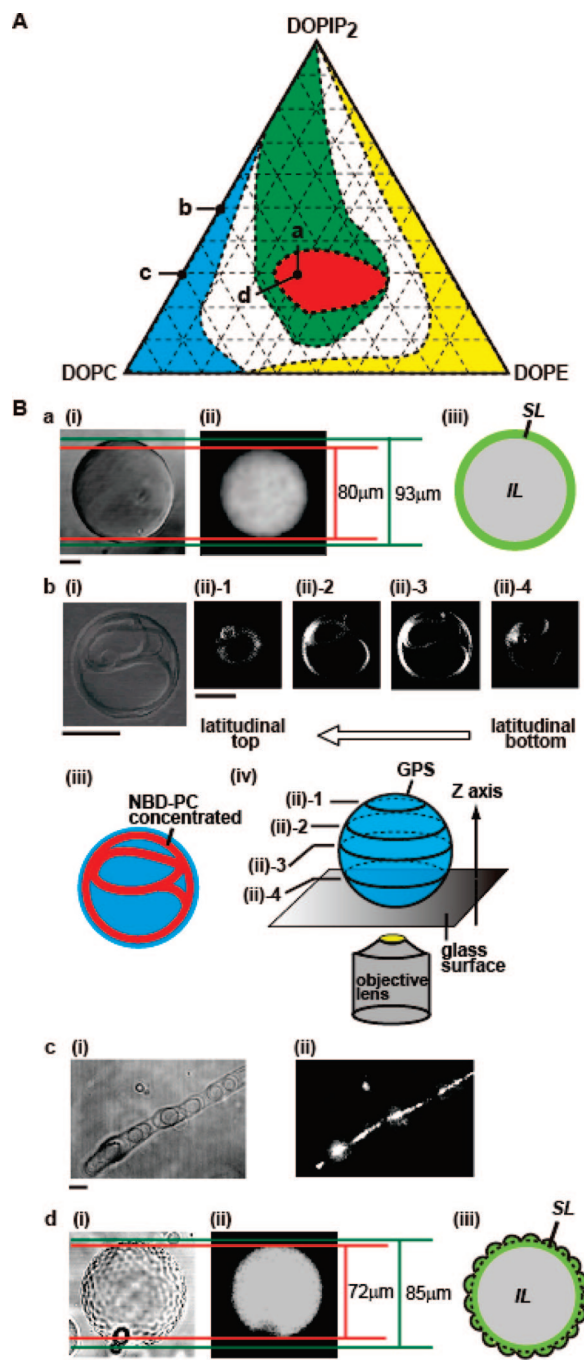 A
DOPIP2
b
a
c
d
DOPC
DOPE
B
a (i) (ii) (iii)
SL
IL
80μm 93μm
b (i) (ii)-1 (ii)-2 (ii)-3 (ii)-4
latitudinal top
latitudinal bottom
(iii)
NBD-PC
concentrated
(iv)
GPS
Z axis
(ii)-1
(ii)-2
(ii)-3
(ii)-4
glass
surface
objective
lens
c (i) (ii)
d (i) (ii) (iii)
SL
IL
72μm 85μm